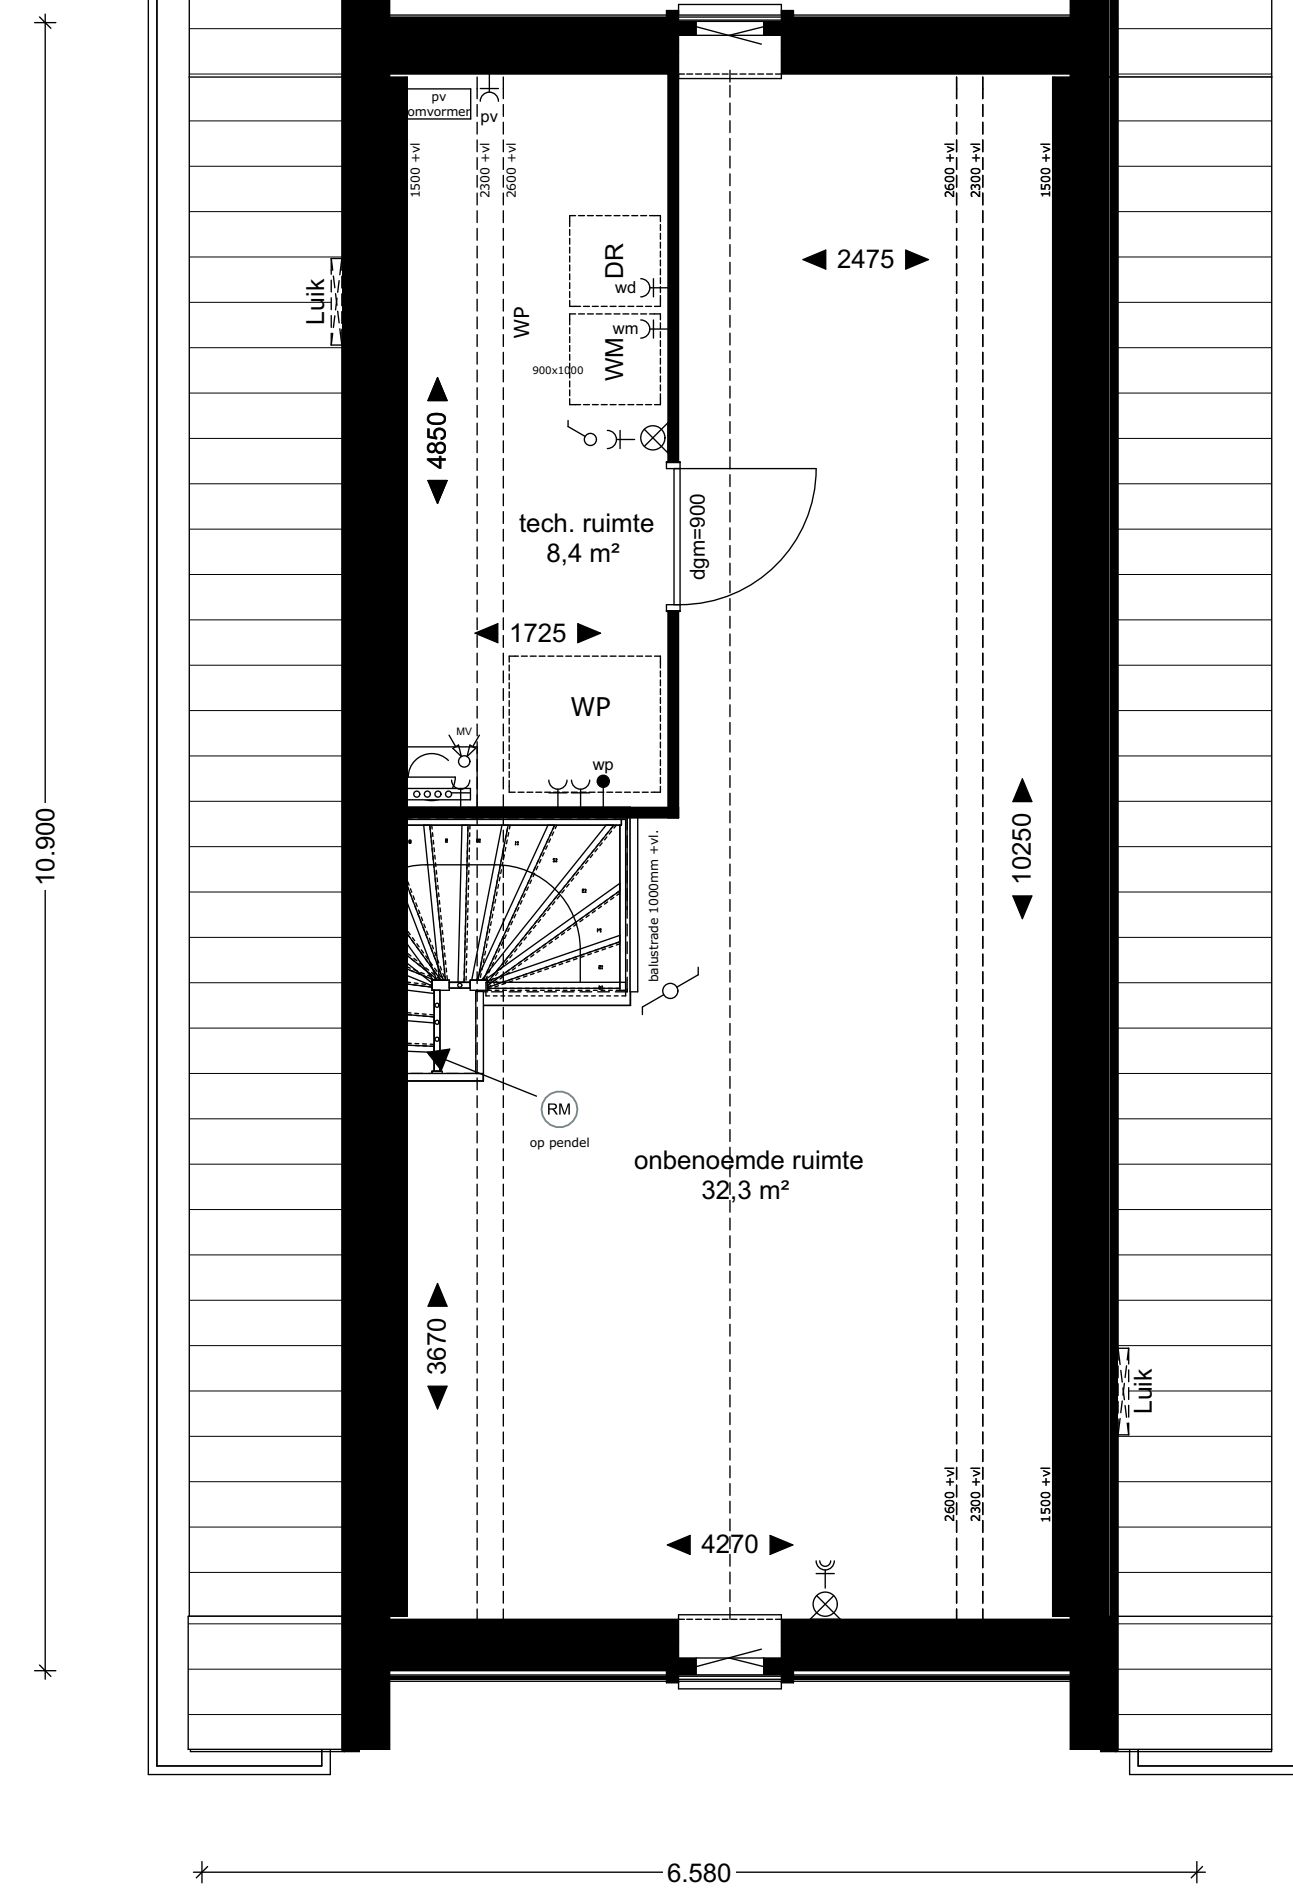 pv
omvormer
pv
1500 +vl
2300 +vl
2600 +vl
2600 +vl
2300 +vl
1500 +vl
DR
wd
2475
Luik
WP
wm
WM
900x1000
4850
tech. ruimte
8,4 m²
dgm=900
1725
WP
MV
wp
10.900
10250
balustrade 1000mm +vl.
RM
op pendel
onbenoemde ruimte
32,3 m²
3670
Luik
2600 +vl
2300 +vl
1500 +vl
4270
6.580